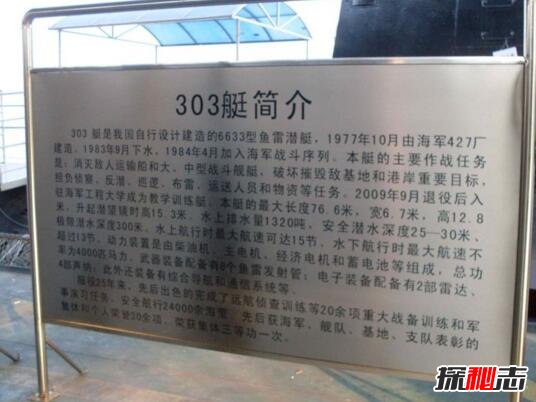 303艇简介
303 艇是我国自行设计建造的6633型鱼雷潜艇，1977年10月由海军427厂
建造，1983年9月下水，1984年4月加入海军战斗序列。本艇的主要作战任务
是：消灭敌人运输船和大、中型战斗舰艇，破坏摧毁敌基地和港岸重要目标，
担负侦察、反潜、巡逻、布雷、运送人员和物资等任务。2009年9月退役后入
驻海军工程大学成为教学训练艇。本艇的最大长度76.6米，宽6.7米，高12.8
米，升起潜望镜时高15.3米，水上排水量1320吨，安全潜水深度25—30米，
极限潜水深度300米，水上航行时最大航速可达15节，水下航行时最大航速不
超过13节。动力装置是由柴油机、主电机、经济电机和蓄电池等组成，总功
率为4000匹马力。武器装备配备有8个鱼雷发射管；电子装备配备有2部雷达、
4部声纳；此外还装备有综合导航和通信系统等。
服役25年来，先后出色的完成了远航侦查训练等20余项重大战备训练和军
事演习任务，安全航行24000余海里，先后获海军、舰队、基地、支队表彰的
集体和个人荣誉30余项，荣获集体三等功一次。
探秘志